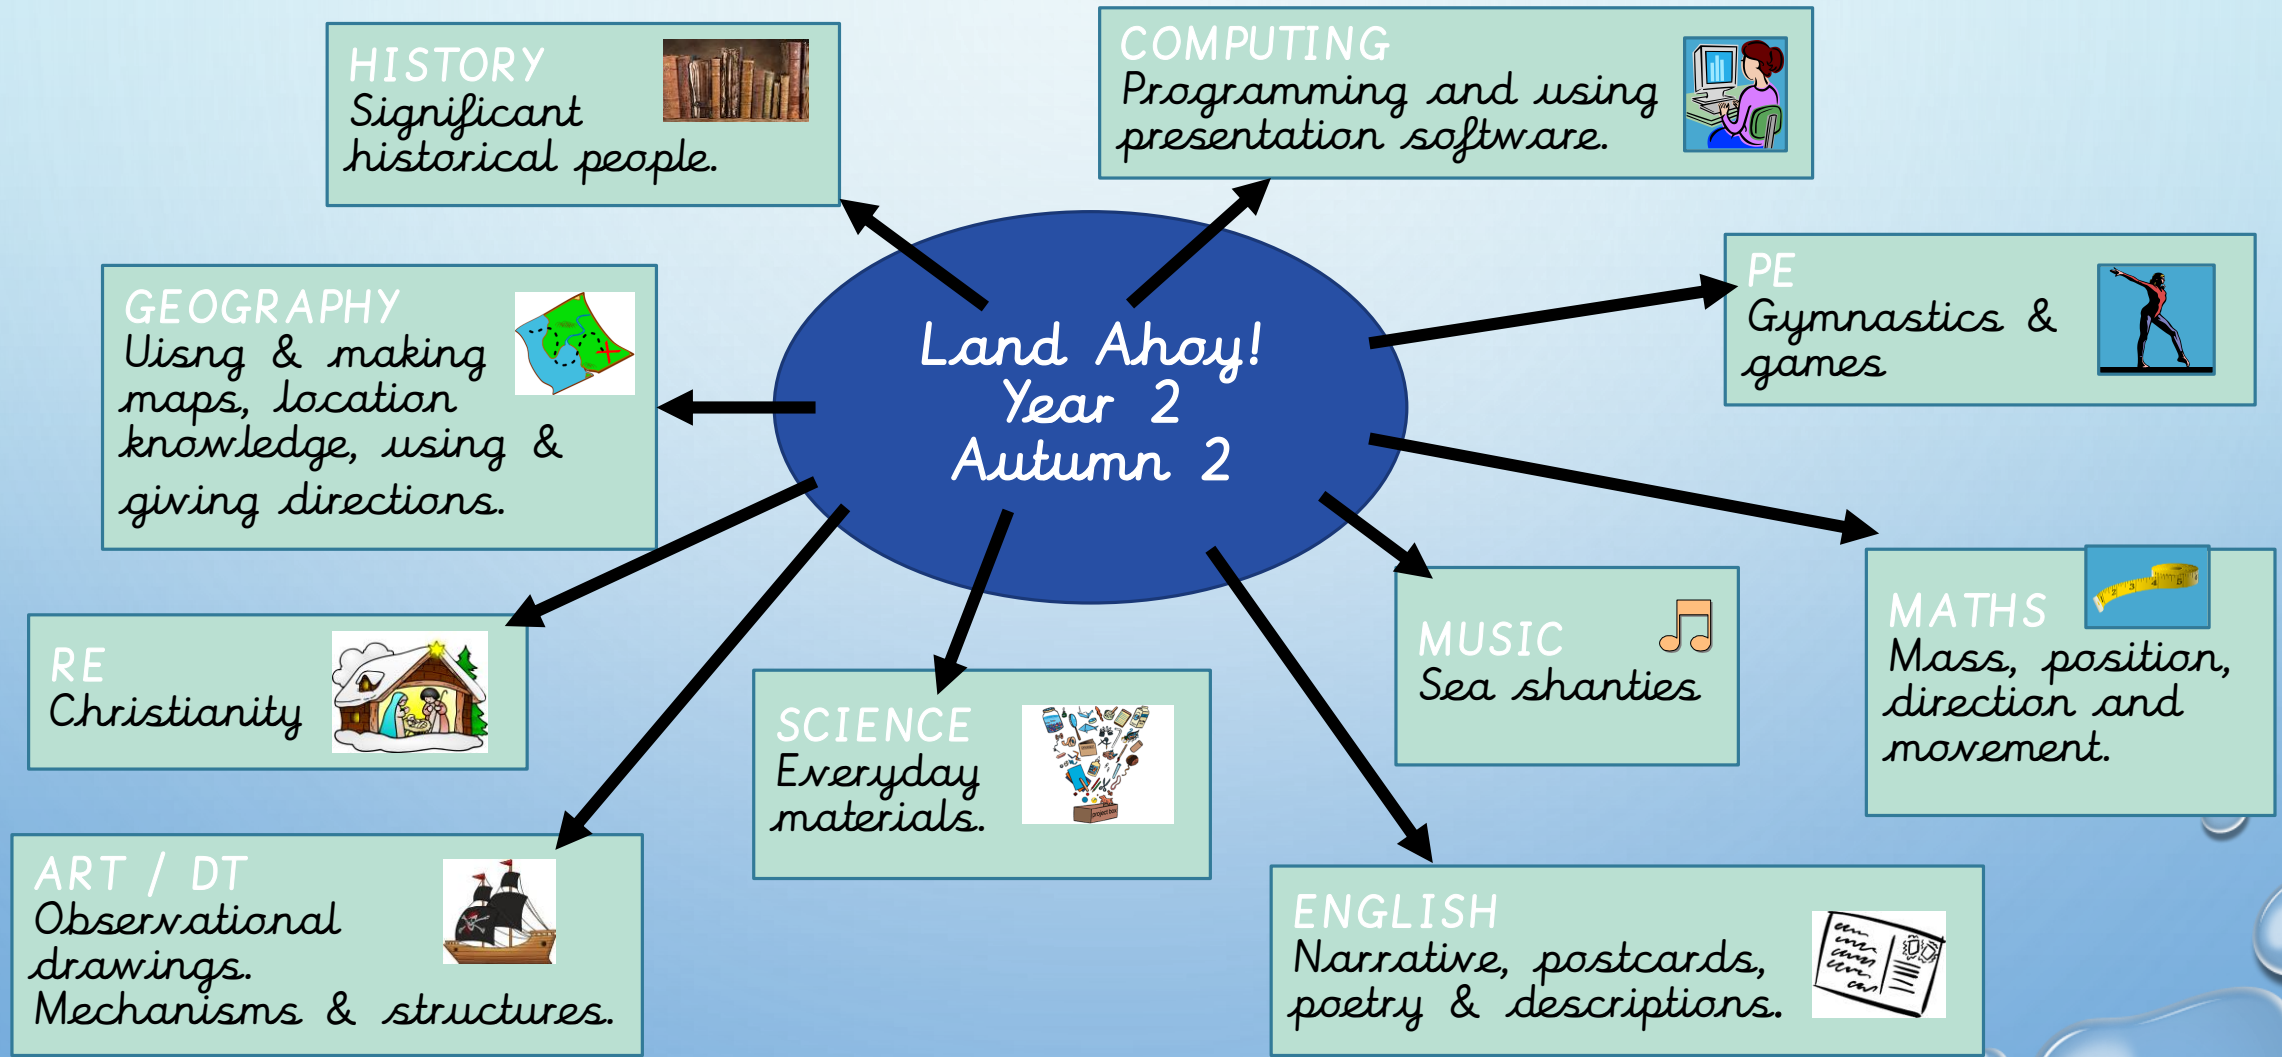 HISTORY
Significant
historical people.
COMPUTING
Programming and using
presentation software.
GEOGRAPHY
Uisng & making
maps, location
knowledge, using &
giving directions.
Land Ahoy!
Year 2
Autumn 2
PE
Gymnastics &
games
RE
Christianity
MUSIC
Sea shanties
MATHS
Mass, position,
direction and
movement.
SCIENCE
Everyday
materials.
project box
ART / DT
Observational
drawings.
Mechanisms & structures.
ENGLISH
Narrative, postcards,
poetry & descriptions.